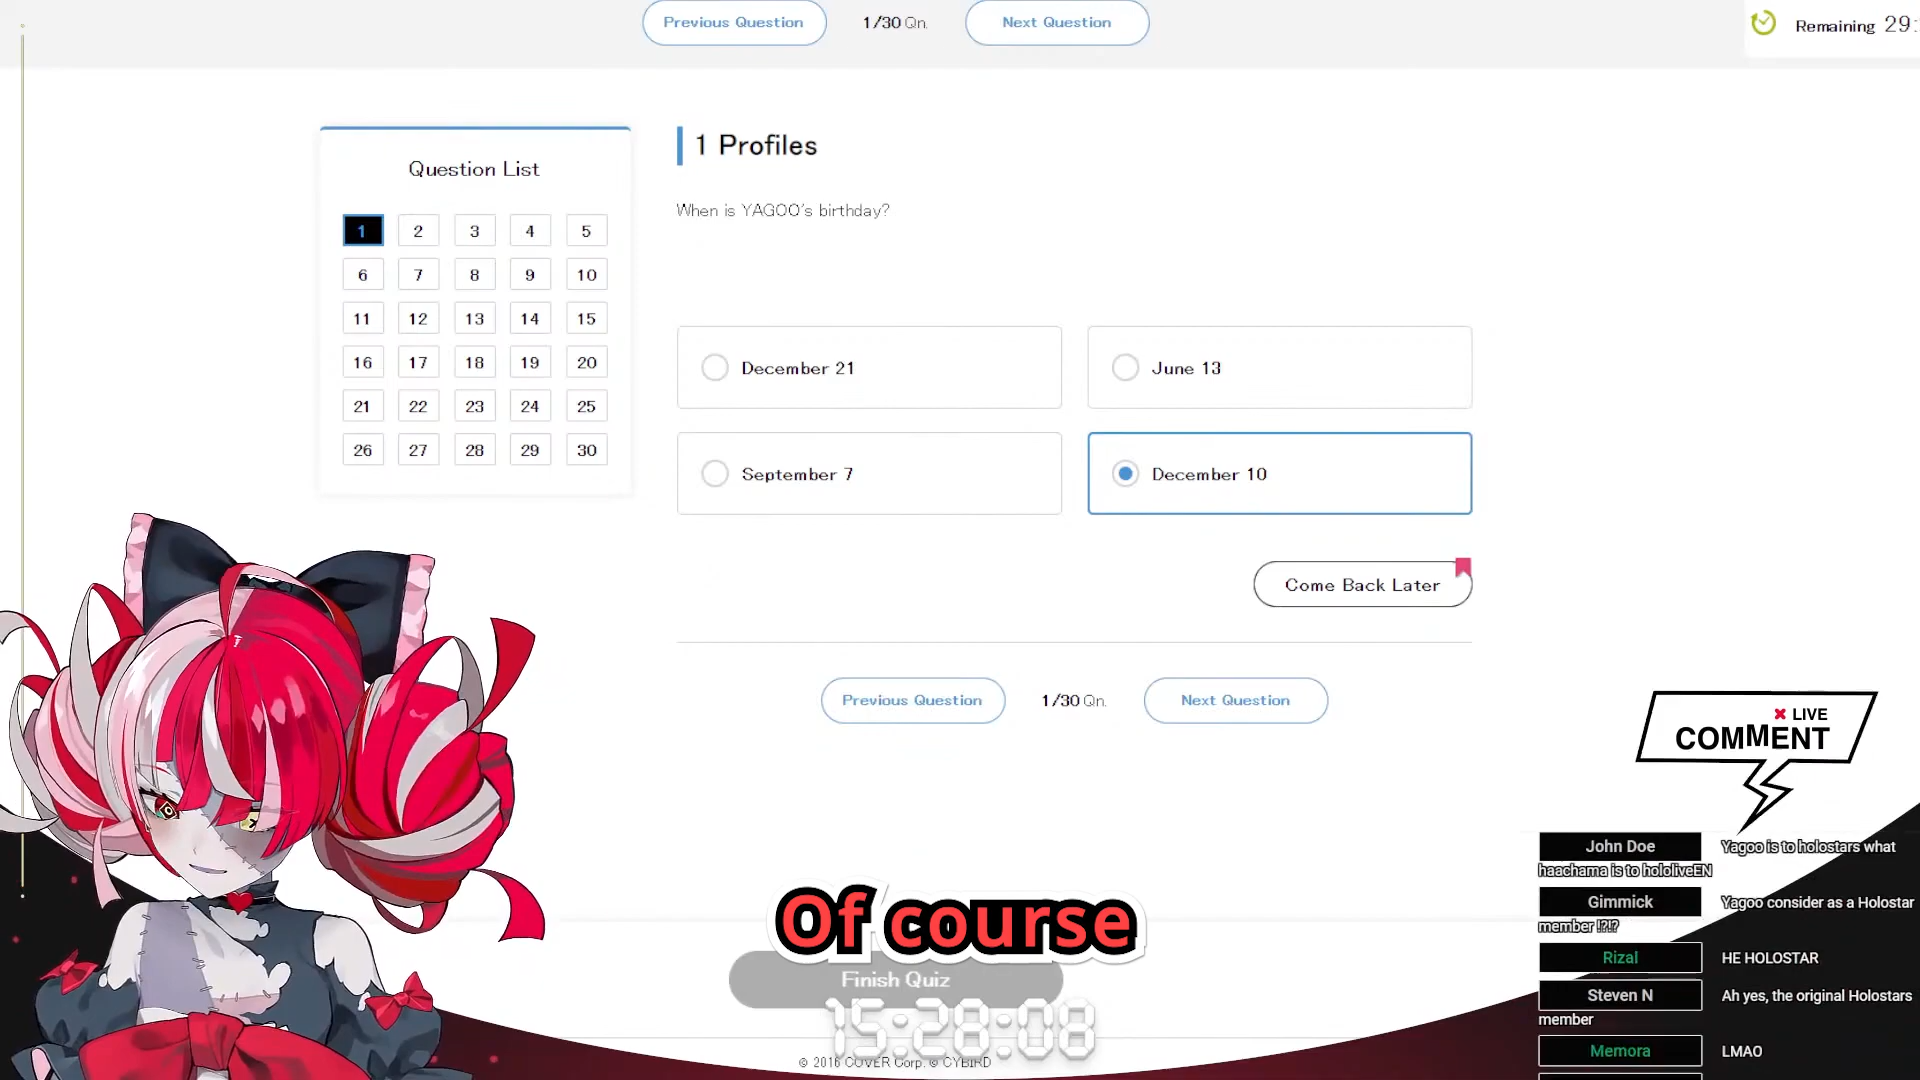 Previous Question
1/30 Qn.
Next Question
Remaining 29:
Question List
1 2 3 4 5
6 7 8 9 10
11 12 13 14 15
16 17 18 19 20
21 22 23 24 25
26 27 28 29 30
1 Profiles
When is YAGOO's birthday?
December 21
June 13
September 7
December 10
Come Back Later
Previous Question
1/30 Qn.
Next Question
Of course
Finish Quiz
15:28:08
© 2016 COVER Corp. © CYBIRD
× LIVE
COMMENT
John Doe Yagoo is to holostars what
haachama is to hololiveEN
Gimmick Yagoo consider as a Holostar
member !?!?
Rizal HE HOLOSTAR
Steven N Ah yes, the original Holostars
member
Memora LMAO